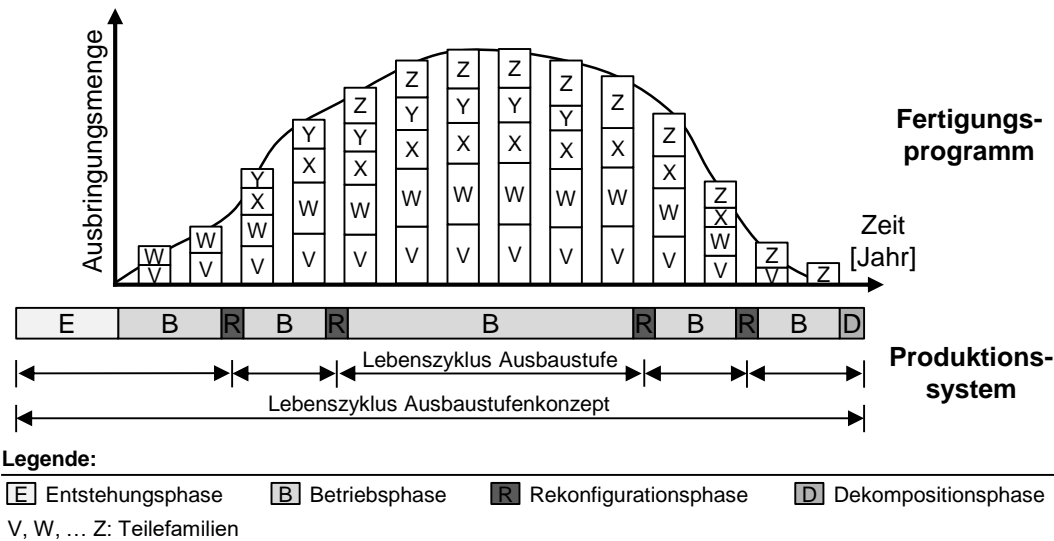 Ausbringungsmenge
W
V
W
V
Y
X
W
V
Y
X
W
V
Z
Y
X
W
V
Z
Y
X
W
V
Z
Y
X
W
V
Z
Y
X
W
V
Z
Y
X
W
V
Z
X
W
V
Z
X
W
V
Z
X
W
V
Z
V
Z
Fertigungs-
programm
Zeit
[Jahr]
E B R B R B R B R B D
Lebenszyklus Ausbaustufe
Lebenszyklus Ausbaustufenkonzept
Produktions-
system
Legende:
E Entstehungsphase B Betriebsphase R Rekonfigurationsphase D Dekompositionsphase
V, W, … Z: Teilefamilien